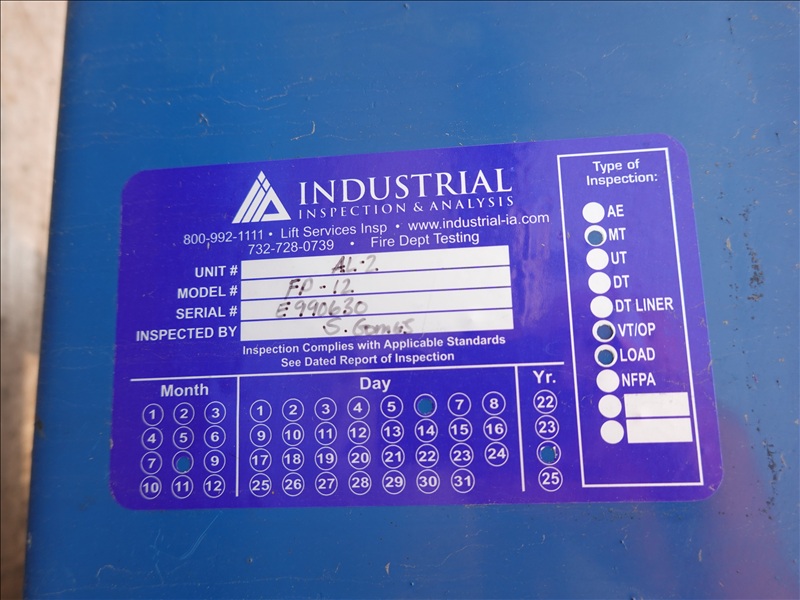 INDUSTRIAL
INSPECTION & ANALYSIS
800-992-1111 • Lift Services Insp • www.industrial-ia.com
732-728-0739 • Fire Dept Testing
UNIT # AL-2
MODEL # FP-12
SERIAL # E990630
INSPECTED BY S. Gomes
Inspection Complies with Applicable Standards
See Dated Report of Inspection
Month
1 2 3
4 5 6
7 9
10 11 12
Day
1 2 3 4 5 7 8
9 10 11 12 13 14 15 16
17 18 19 20 21 22 23 24
25 26 27 28 29 30 31
Yr.
22
23
25
Type of
Inspection:
AE
MT
UT
DT
DT LINER
VT/OP
LOAD
NFPA